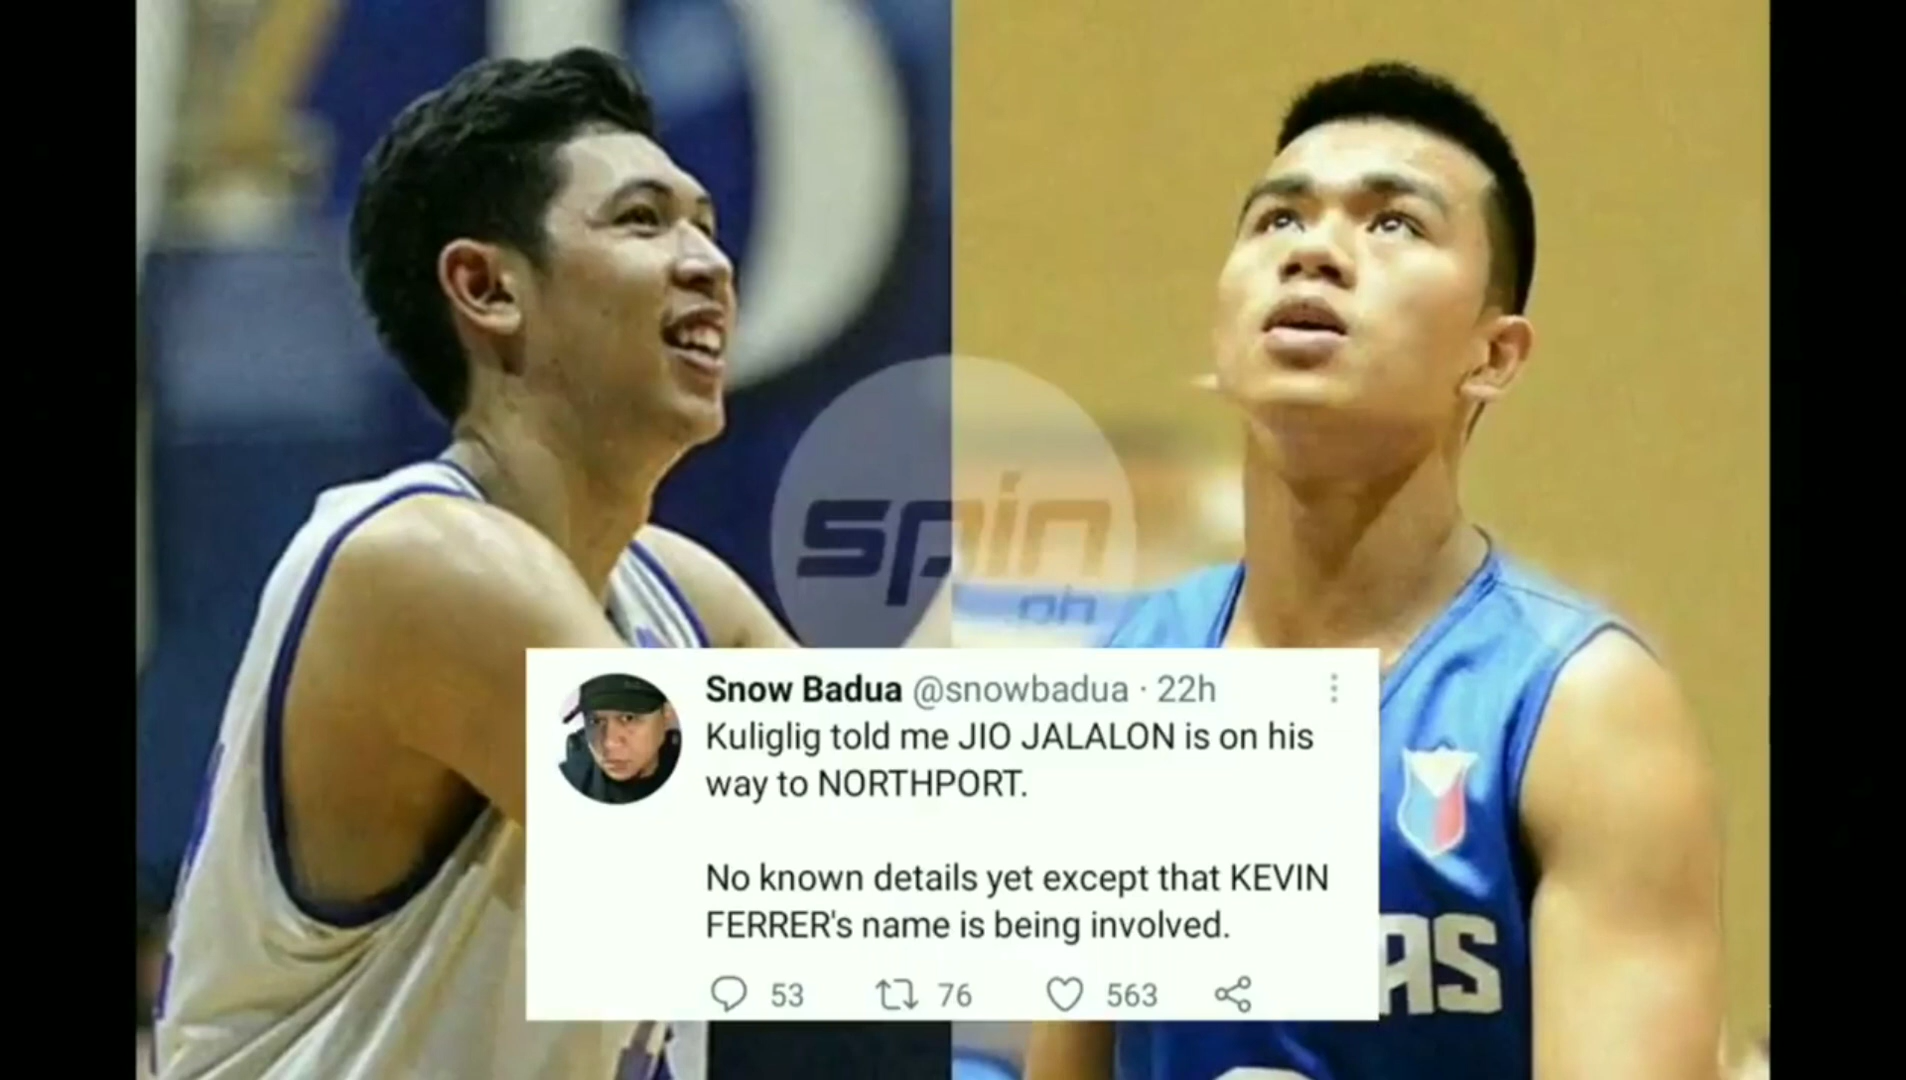 spin
.ph
Snow Badua @snowbadua · 22h
Kuliglig told me JIO JALALON is on his
way to NORTHPORT.
No known details yet except that KEVIN
FERRER's name is being involved.
53 76 563
AS